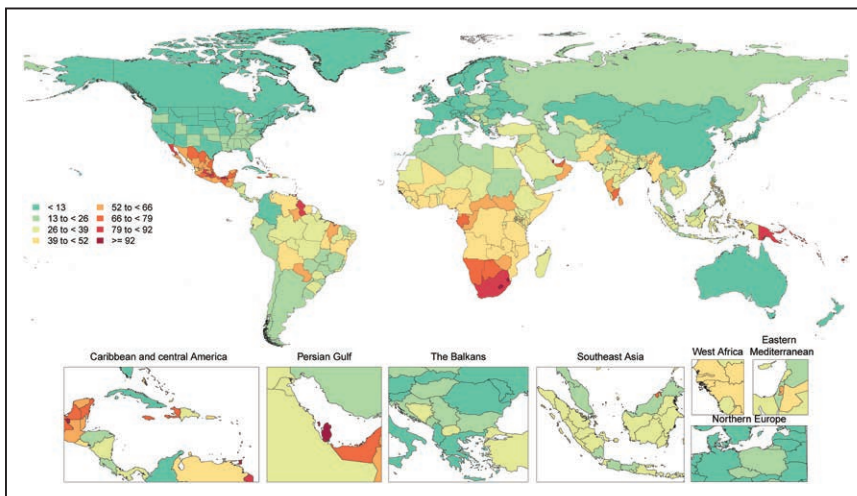 < 13
13 to < 26
26 to < 39
39 to < 52
52 to < 66
66 to < 79
79 to < 92
>= 92
Caribbean and central America
Persian Gulf
The Balkans
Southeast Asia
West Africa
Eastern
Mediterranean
Northern Europe